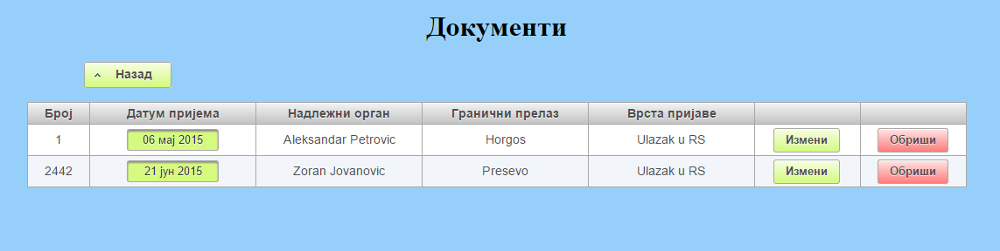 Документи
Назад
Број Датум пријема Надлежни орган Гранични прелаз Врста пријаве
1 06 мај 2015 Aleksandar Petrovic Horgos Ulazak u RS Измени Обриши
2442 21 јун 2015 Zoran Jovanovic Presevo Ulazak u RS Измени Обриши